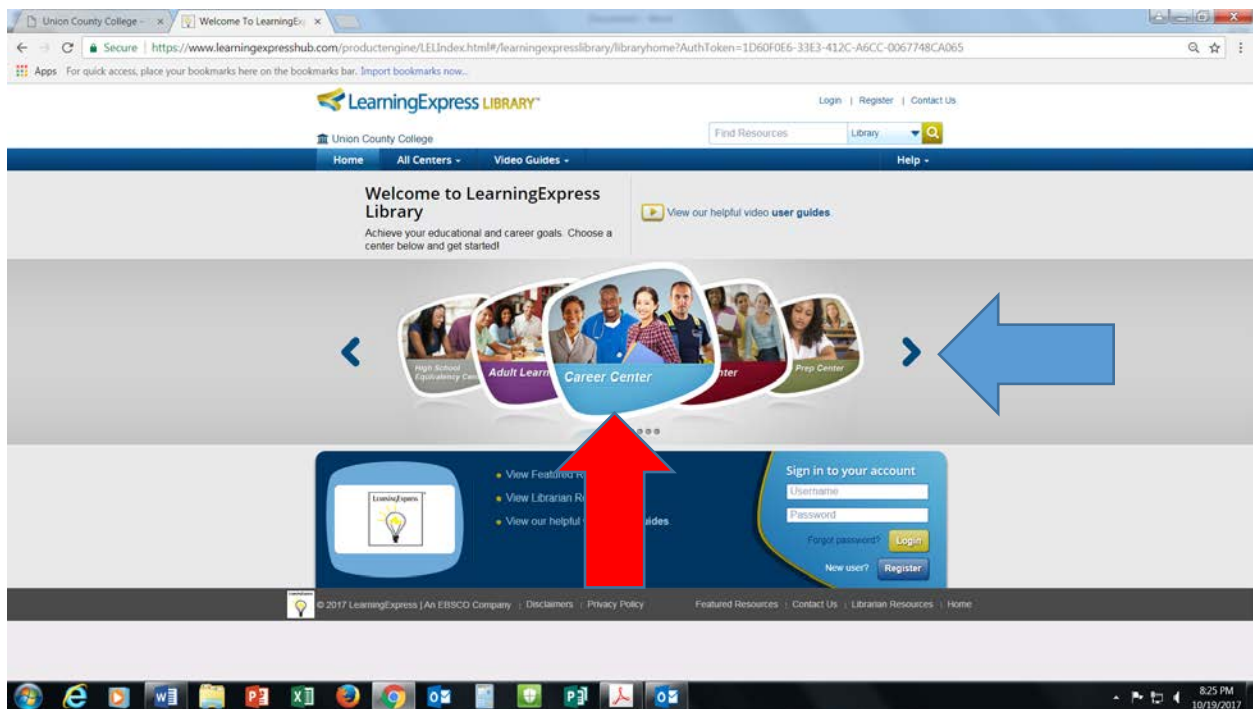 Union County College -
Welcome To LearningEx
Secure https://www.learningexpresshub.com/productengine/LELIndex.html#/learningexpresslibrary/libraryhome?AuthToken=1D60F0E6-33E3-412C-A6CC-0067748CA065
Apps For quick access, place your bookmarks here on the bookmarks bar. Import bookmarks now...
LearningExpress LIBRARY™
Login | Register | Contact Us
Union County College
Find Resources Library
Home All Centers Video Guides Help
Welcome to LearningExpress
Library
Achieve your educational and career goals. Choose a
center below and get started!
View our helpful video user guides
High School
Equivalency Cen
Adult Learn
Career Center
nter
Prep Center
View Featured R
View Librarian R
View our helpful ides
LearningExpress
Sign in to your account
Username
Password
Forgot password? Login
New user? Register
© 2017 LearningExpress | An EBSCO Company | Disclaimers | Privacy Policy Featured Resources | Contact Us | Librarian Resources | Home
8:25 PM
10/19/2017